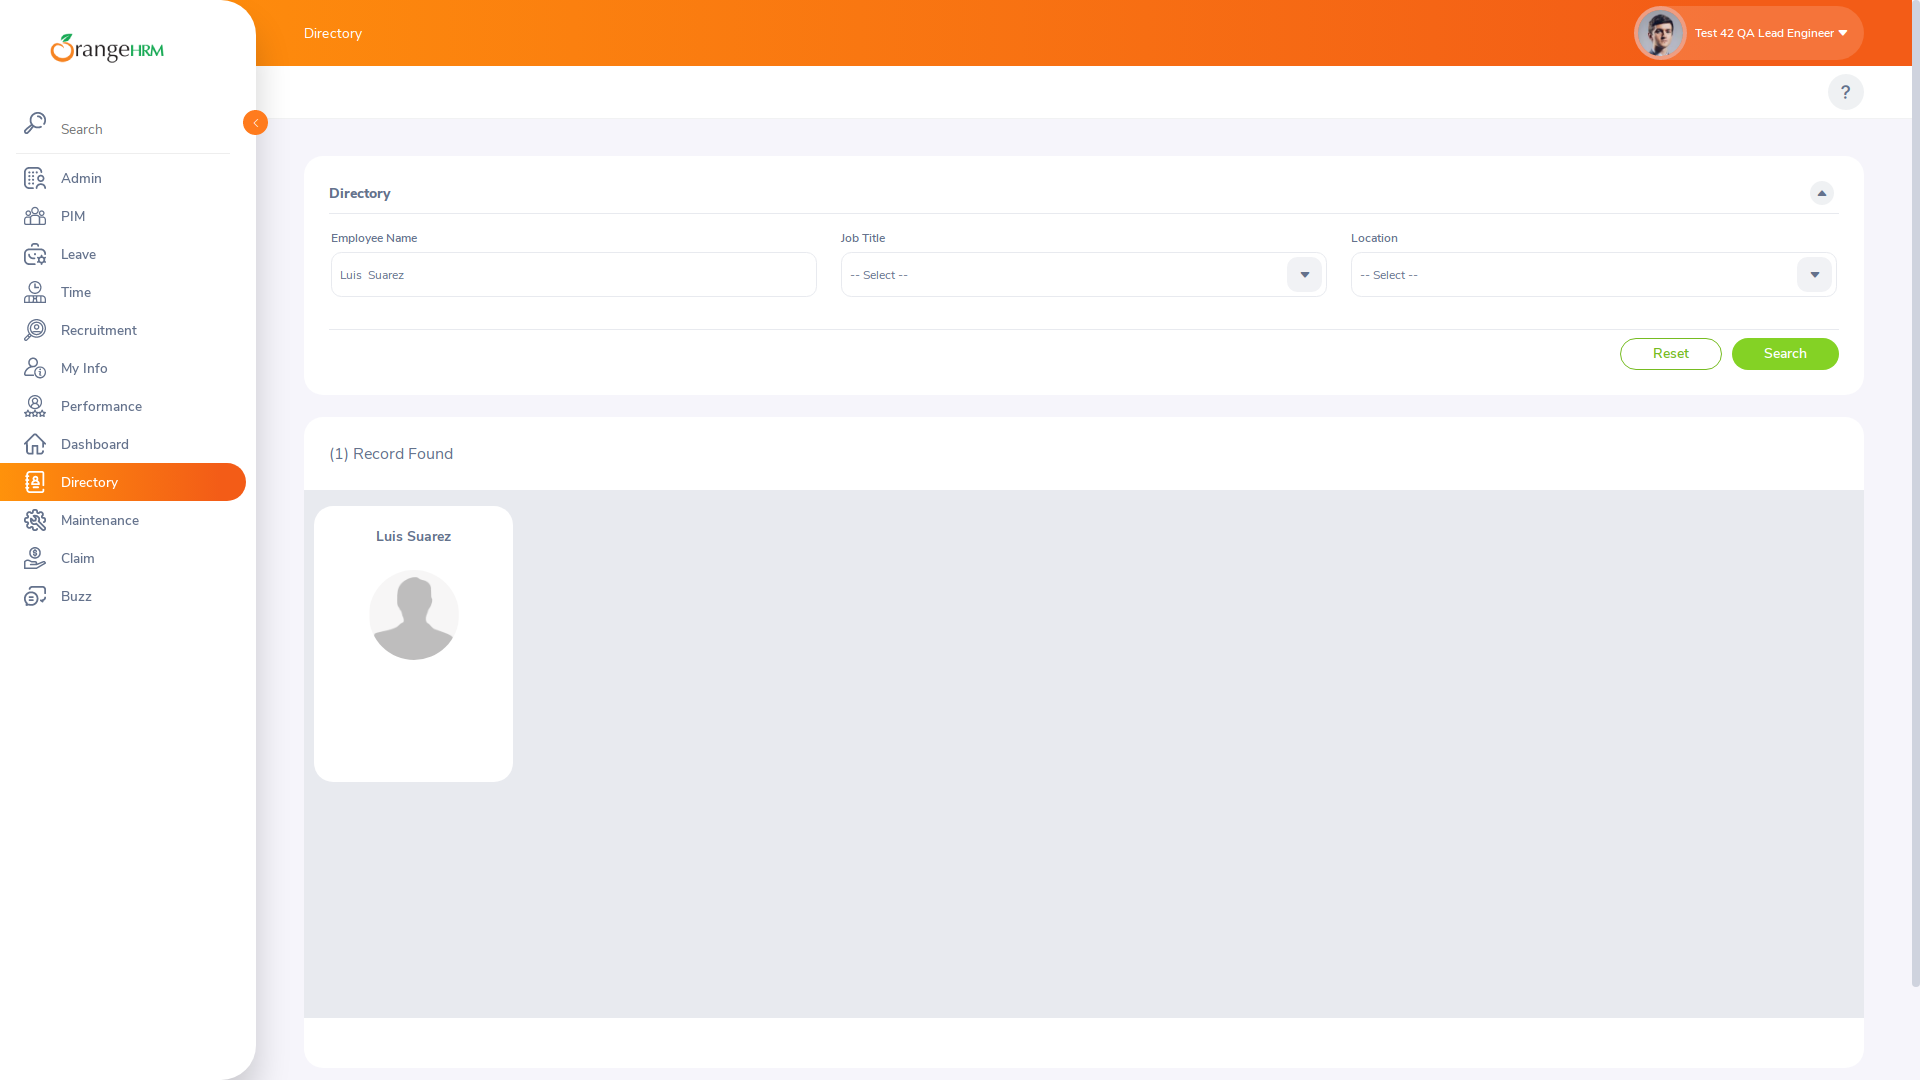 OrangeHRM
Directory
Test 42 QA Lead Engineer
?
Search
Admin
PIM
Leave
Time
Recruitment
My Info
Performance
Dashboard
Directory
Maintenance
Claim
Buzz
Directory
Employee Name
Job Title
Location
Luis  Suarez
-- Select --
-- Select --
Reset
Search
(1) Record Found
Luis Suarez